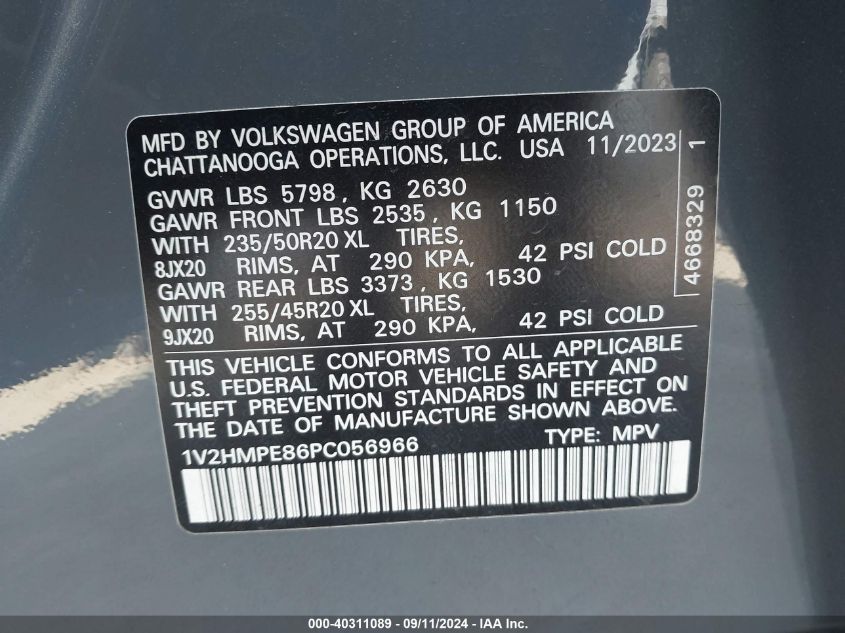 MFD BY VOLKSWAGEN GROUP OF AMERICA
CHATTANOOGA OPERATIONS, LLC. USA 11/2023
GVWR LBS 5798, KG 2630
GAWR FRONT LBS 2535, KG 1150
WITH 235/50R20 XL TIRES,
8JX20 RIMS, AT 290 KPA, 42 PSI COLD
GAWR REAR LBS 3373, KG 1530
WITH 255/45R20 XL TIRES,
9JX20 RIMS, AT 290 KPA, 42 PSI COLD
4668329 1
THIS VEHICLE CONFORMS TO ALL APPLICABLE
U.S. FEDERAL MOTOR VEHICLE SAFETY AND
THEFT PREVENTION STANDARDS IN EFFECT ON
THE DATE OF MANUFACTURE SHOWN ABOVE.
1V2HMPE86PC056966 TYPE: MPV
000-40311089 - 09/11/2024 - IAA Inc.